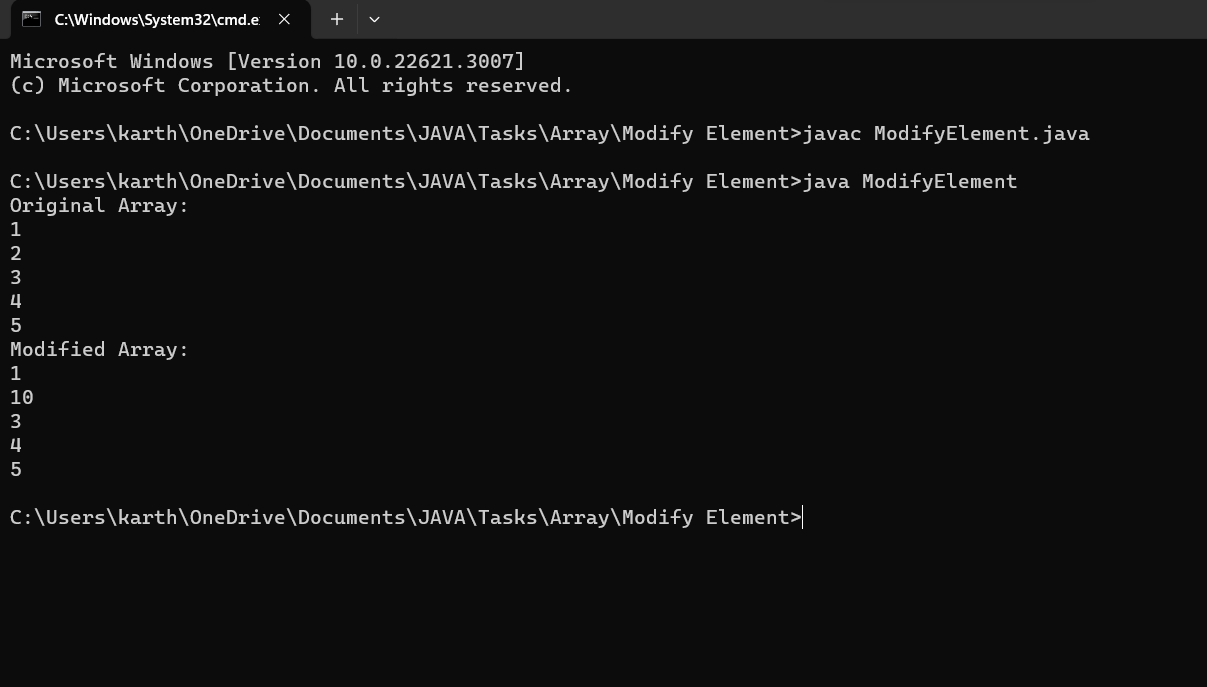 C:\Windows\System32\cmd.e
Microsoft Windows [Version 10.0.22621.3007]
(c) Microsoft Corporation. All rights reserved.
C:\Users\karth\OneDrive\Documents\JAVA\Tasks\Array\Modify Element>javac ModifyElement.java
C:\Users\karth\OneDrive\Documents\JAVA\Tasks\Array\Modify Element>java ModifyElement
Original Array:
1
2
3
4
5
Modified Array:
1
10
3
4
5
C:\Users\karth\OneDrive\Documents\JAVA\Tasks\Array\Modify Element>